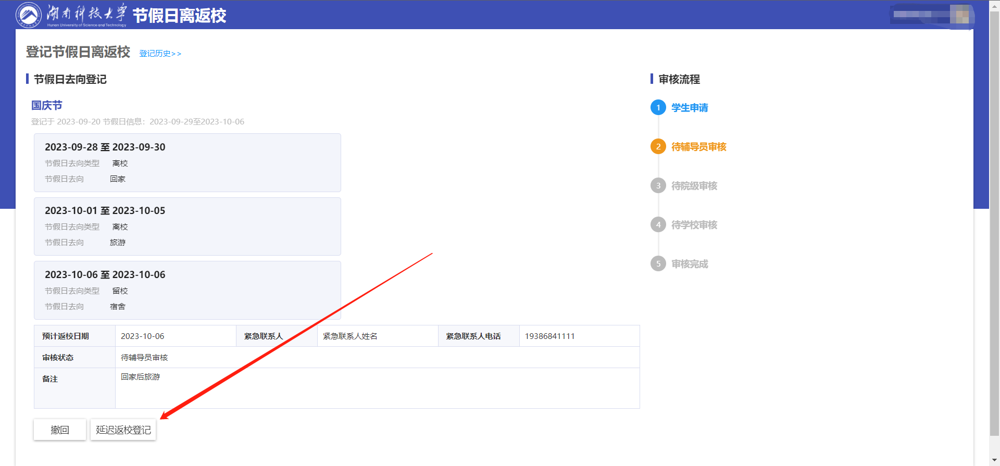 湖南科技大学
Hunan University of Science and Technology
节假日离返校
登记节假日离返校 登记历史>>
节假日去向登记
国庆节
登记于 2023-09-20 节假日信息：2023-09-29至2023-10-06
2023-09-28 至 2023-09-30
节假日去向类型 离校
节假日去向 回家
2023-10-01 至 2023-10-05
节假日去向类型 离校
节假日去向 旅游
2023-10-06 至 2023-10-06
节假日去向类型 留校
节假日去向 宿舍
预计返校日期 2023-10-06 紧急联系人 紧急联系人姓名 紧急联系人电话 19386841111
审核状态 待辅导员审核
备注 回家后旅游
撤回 延迟返校登记
审核流程
1 学生申请
2 待辅导员审核
3 待院级审核
4 待学校审核
5 审核完成